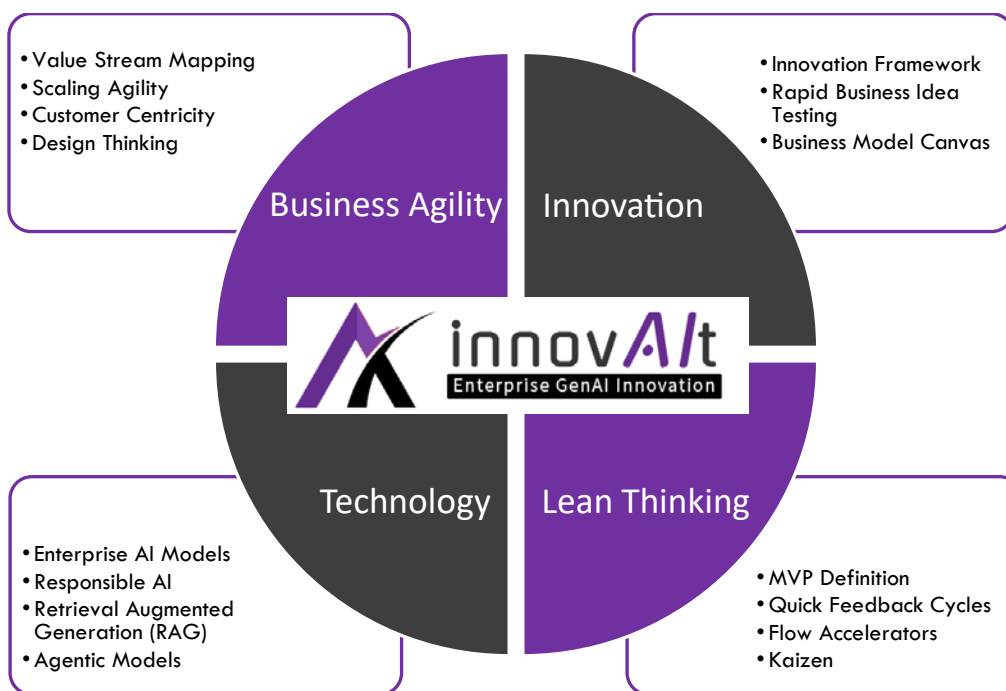 • Value Stream Mapping
• Scaling Agility
• Customer Centricity
• Design Thinking
• Innovation Framework
• Rapid Business Idea
Testing
• Business Model Canvas
Business Agility
Innovation
innovAIt
Enterprise GenAI Innovation
Technology
Lean Thinking
• Enterprise AI Models
• Responsible AI
• Retrieval Augmented
Generation (RAG)
• Agentic Models
• MVP Definition
• Quick Feedback Cycles
• Flow Accelerators
• Kaizen